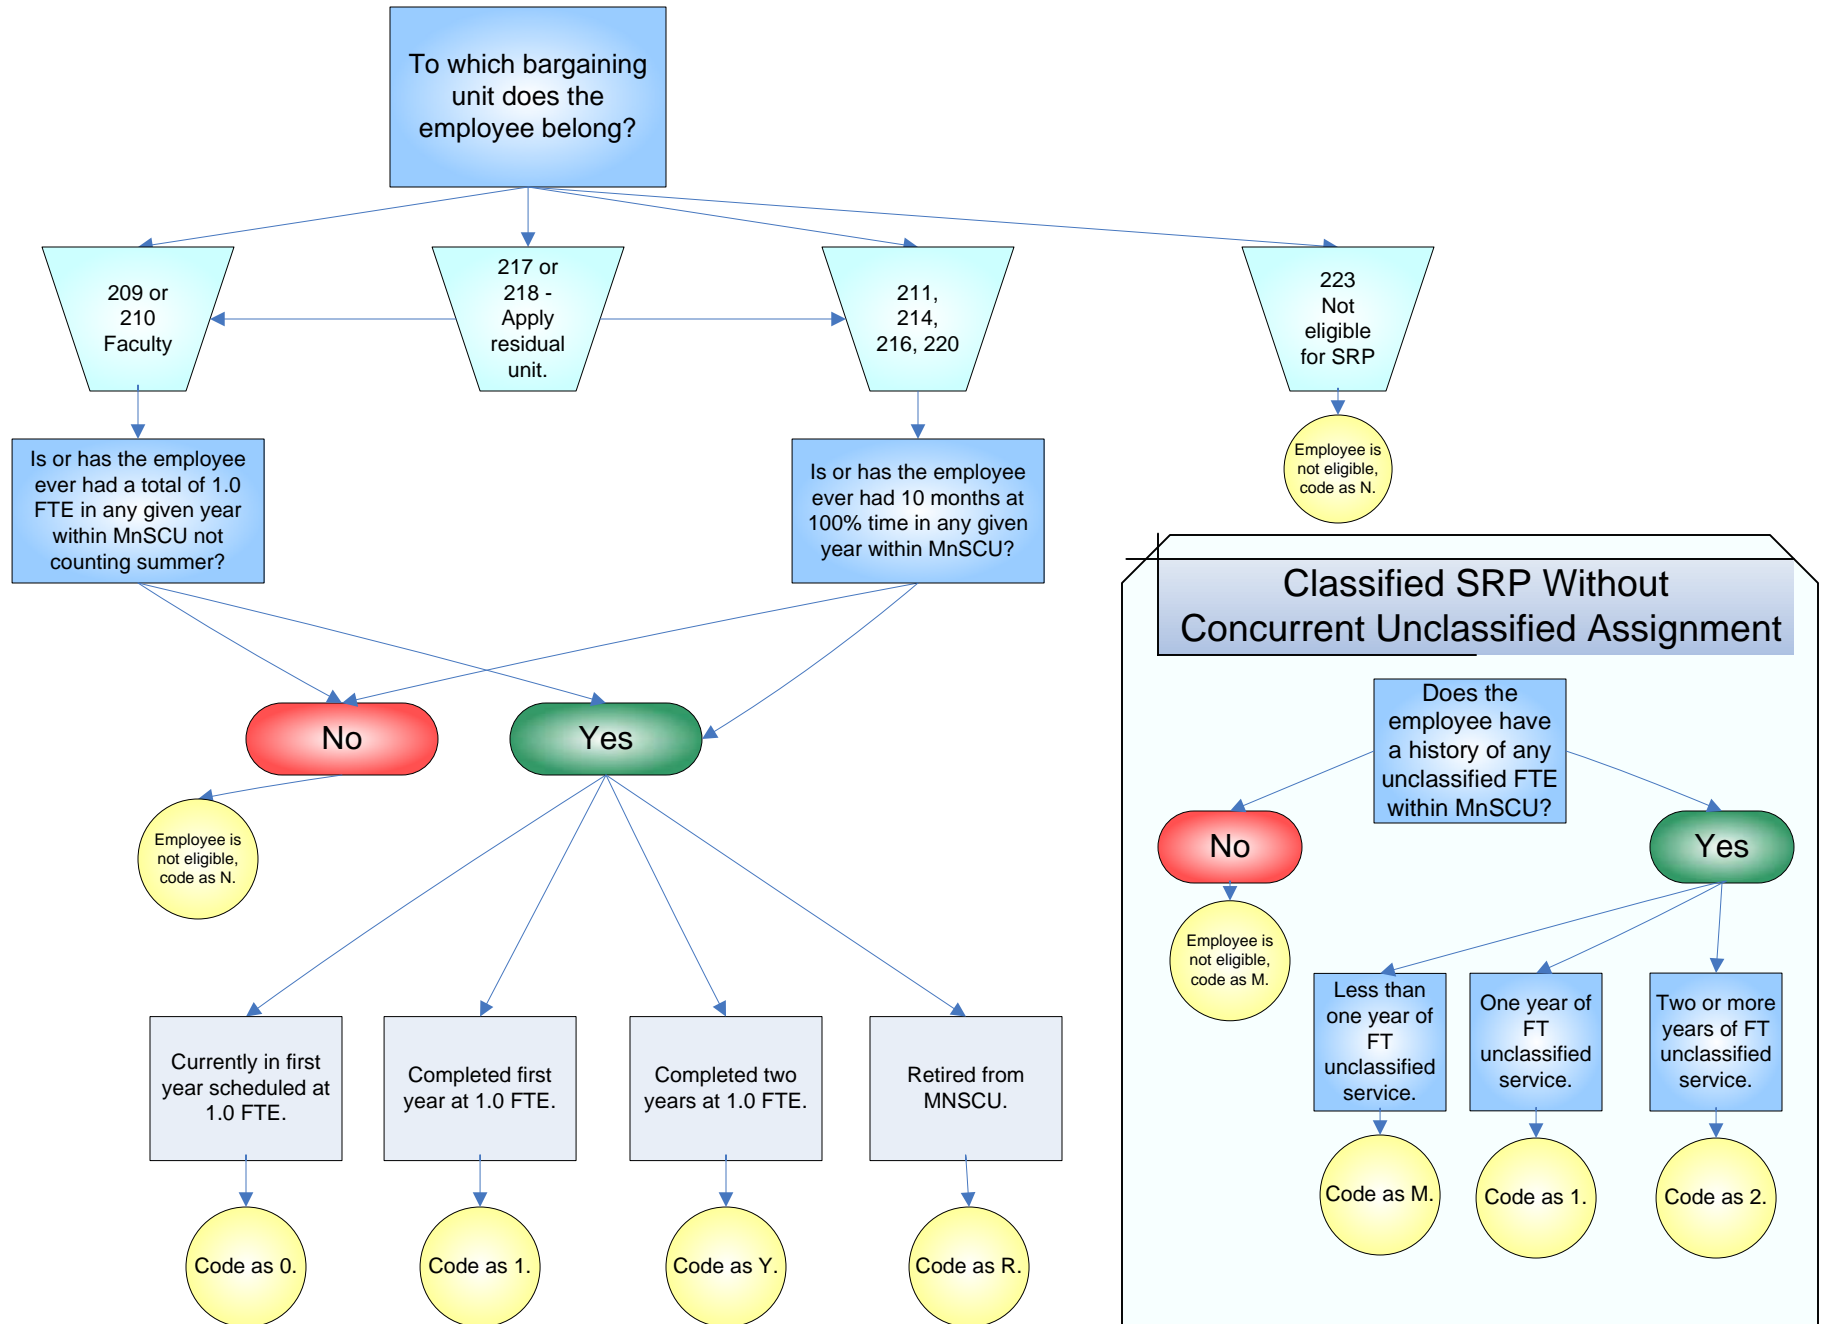 To which bargaining
unit does the
employee belong?
209 or
210
Faculty
217 or
218 -
Apply
residual
unit.
211,
214,
216, 220
223
Not
eligible
for SRP
Is or has the employee
ever had a total of 1.0
FTE in any given year
within MnSCU not
counting summer?
Is or has the employee
ever had 10 months at
100% time in any given
year within MnSCU?
Employee is
not eligible,
code as N.
No
Yes
Employee is
not eligible,
code as N.
Currently in first
year scheduled at
1.0 FTE.
Completed first
year at 1.0 FTE.
Completed two
years at 1.0 FTE.
Retired from
MNSCU.
Code as 0.
Code as 1.
Code as Y.
Code as R.
Classified SRP Without
Concurrent Unclassified Assignment
Does the
employee have
a history of any
unclassified FTE
within MnSCU?
No
Yes
Employee is
not eligible,
code as M.
Less than
one year of
FT
unclassified
service.
One year of
FT
unclassified
service.
Two or more
years of FT
unclassified
service.
Code as M.
Code as 1.
Code as 2.